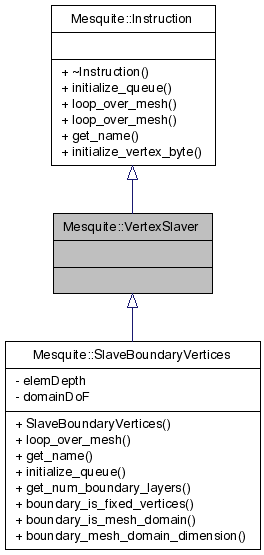 Mesquite::Instruction
+ ~Instruction()
+ initialize_queue()
+ loop_over_mesh()
+ loop_over_mesh()
+ get_name()
+ initialize_vertex_byte()
Mesquite::VertexSlaver
Mesquite::SlaveBoundaryVertices
- elemDepth
- domainDoF
+ SlaveBoundaryVertices()
+ loop_over_mesh()
+ get_name()
+ initialize_queue()
+ get_num_boundary_layers()
+ boundary_is_fixed_vertices()
+ boundary_is_mesh_domain()
+ boundary_mesh_domain_dimension()